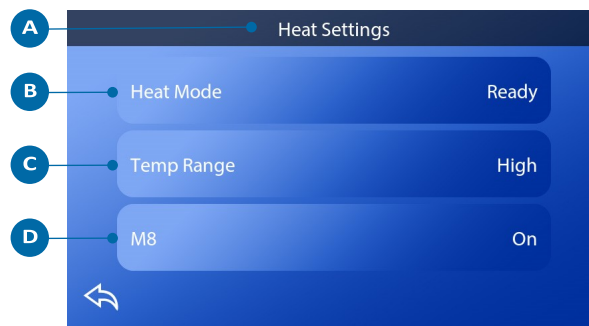 A Heat Settings
B Heat Mode Ready
C Temp Range High
D M8 On